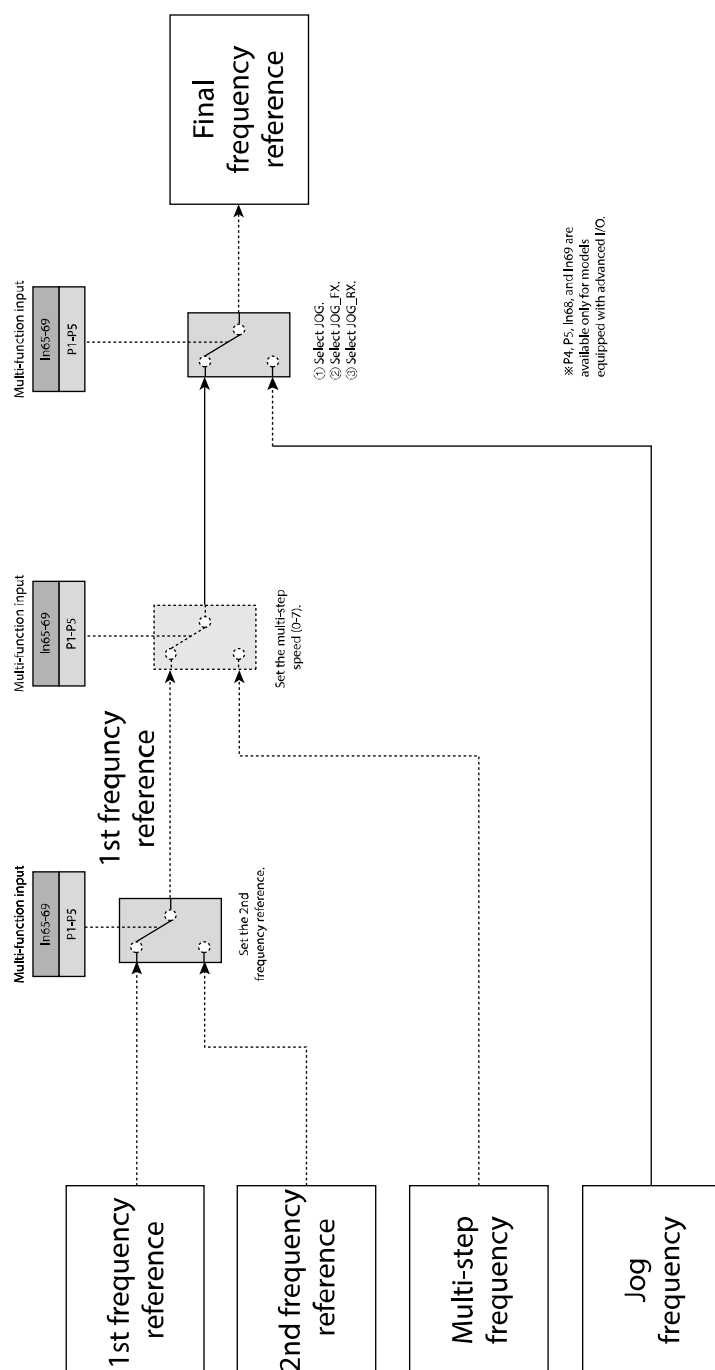 1st frequency
reference
2nd frequency
reference
Multi-step
frequency
Jog
frequency
Multi-function input
In65-69
P1-P5
Set the 2nd
frequency reference.
1st frequncy
reference
Multi-function input
In65-69
P1-P5
Set the multi-step
speed (0-7).
Multi-function input
In65-69
P1-P5
① Select JOG.
② Select JOG_FX.
③ Select JOG_RX.
Final
frequency
reference
※P4, P5, In68, and In69 are
available only for models
equipped with advanced I/O.